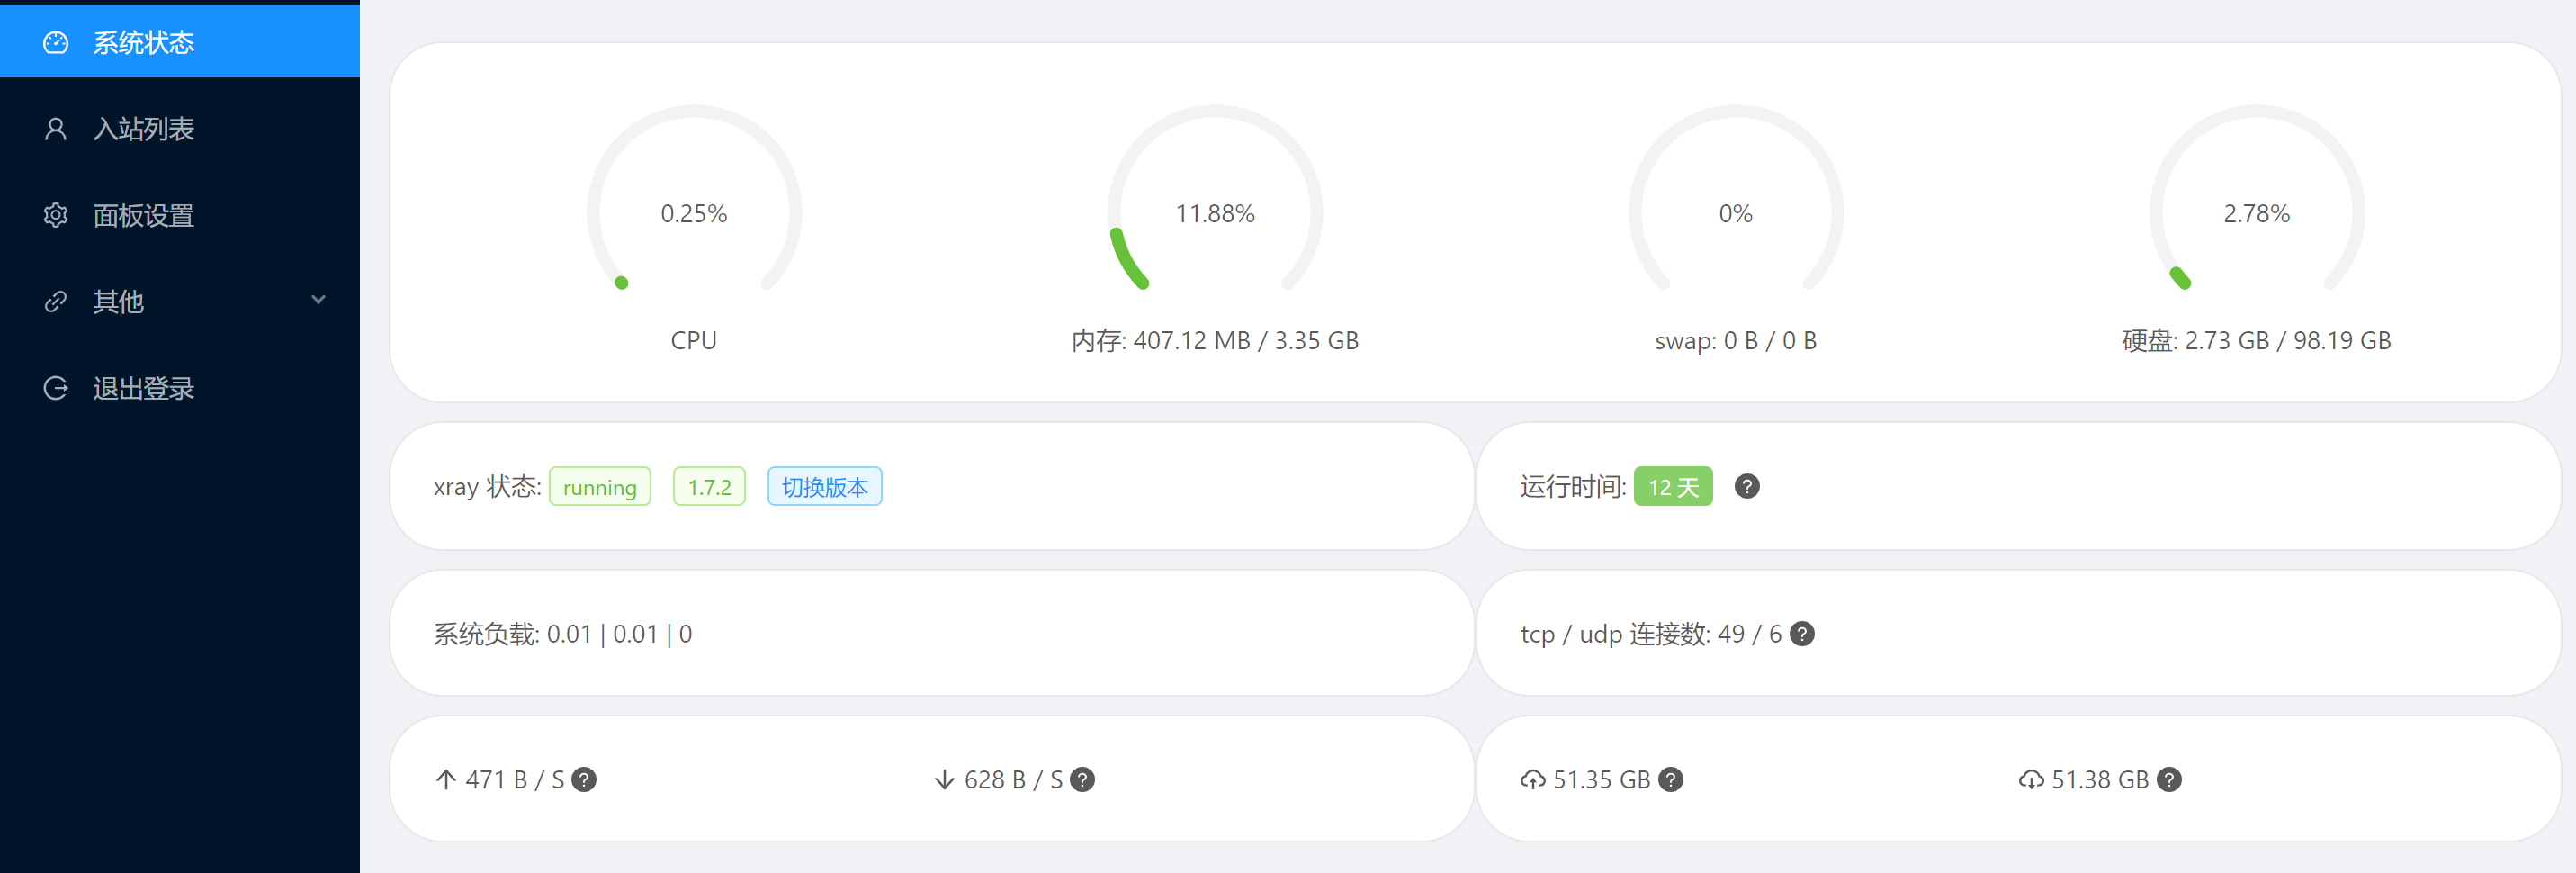 系统状态
入站列表
面板设置
其他
退出登录
0.25%
11.88%
0%
2.78%
CPU
内存: 407.12 MB / 3.35 GB
swap: 0 B / 0 B
硬盘: 2.73 GB / 98.19 GB
xray 状态: running 1.7.2 切换版本
运行时间: 12 天 ?
系统负载: 0.01 | 0.01 | 0
tcp / udp 连接数: 49 / 6 ?
471 B / S ?
628 B / S ?
51.35 GB ?
51.38 GB ?